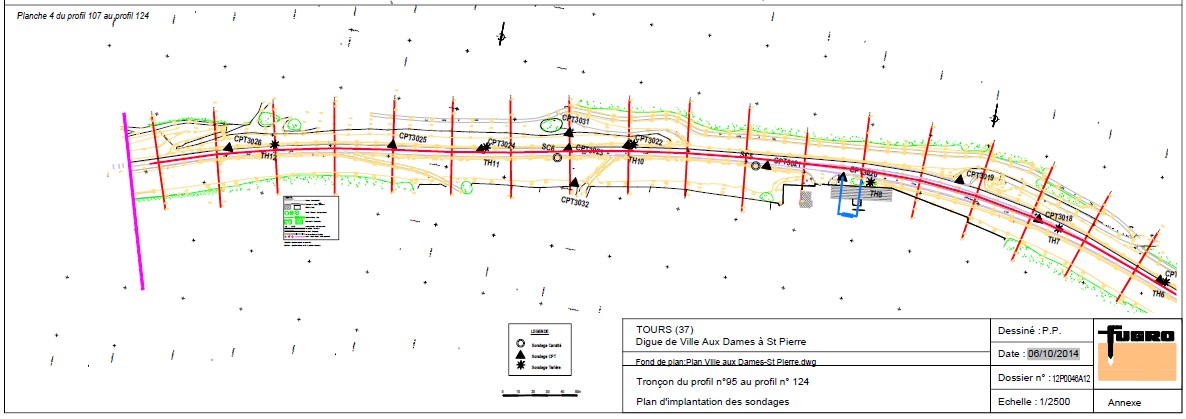 Planche 4 du profil 107 au profil 124
CPT3031
CPT3026
CPT3025
CPT3024
CPT3023
CPT3022
SC6
TH12
TH11
TH10
CPT3032
CPT3021
CPT3020
TH8
CPT3019
CPT3018
TH7
TH6
LEGENDE
Sondage Carotté
Sondage CPT
Sondage Tarière
TOURS (37)
Digue de Ville Aux Dames à St Pierre
Fond de plan:Plan Ville aux Dames-St Pierre.dwg
Tronçon du profil n°95 au profil n° 124
Plan d'implantation des sondages
Dessiné : P.P.
Date : 06/10/2014
Dossier n° : 12P0046A12
Echelle : 1/2500
fugro
Annexe